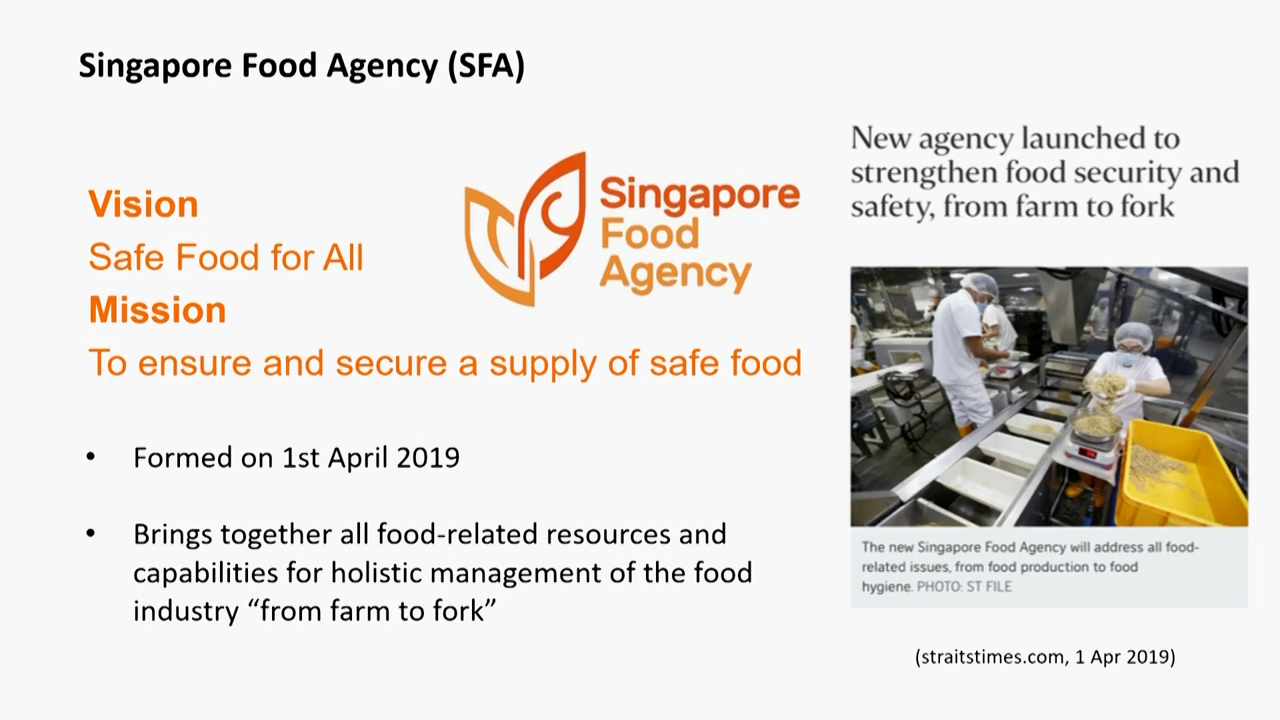 Singapore Food Agency (SFA)
Vision
Safe Food for All
Mission
To ensure and secure a supply of safe food
Singapore
Food
Agency
• Formed on 1st April 2019
• Brings together all food-related resources and
capabilities for holistic management of the food
industry “from farm to fork”
New agency launched to
strengthen food security and
safety, from farm to fork
The new Singapore Food Agency will address all food-
related issues, from food production to food
hygiene. PHOTO: ST FILE
(straitstimes.com, 1 Apr 2019)